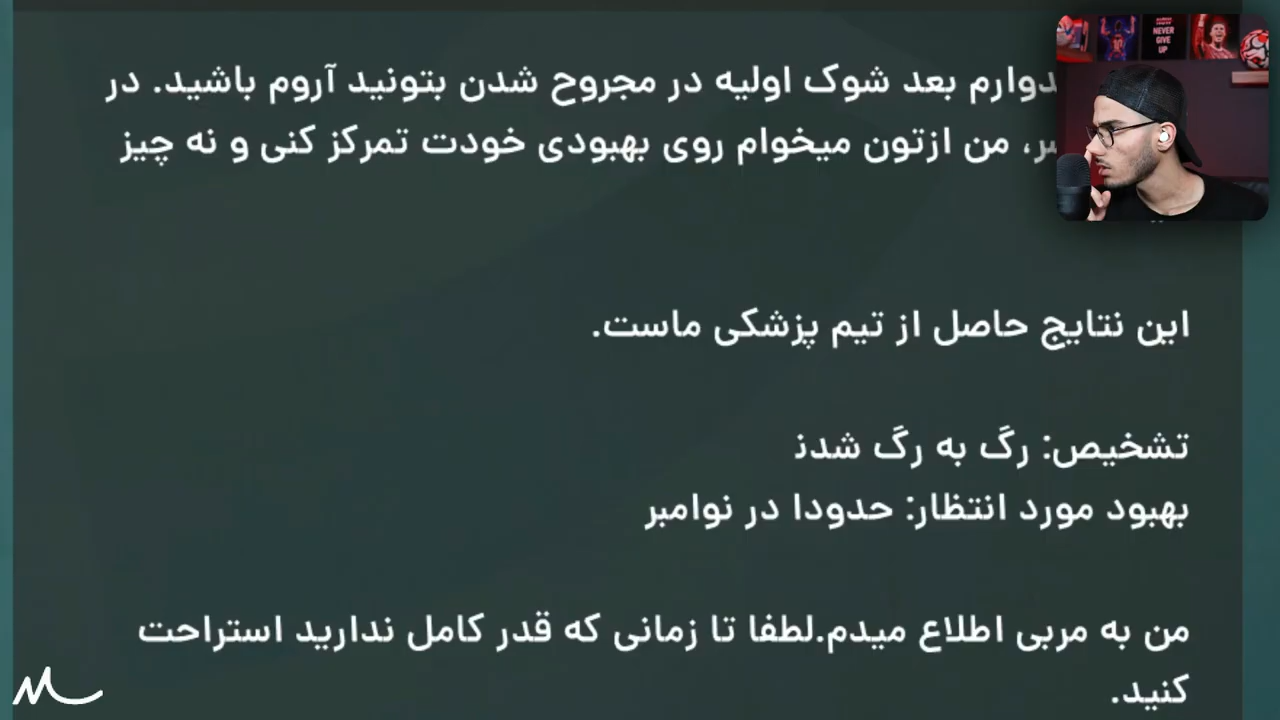 دوارم بعد شوک اولیه در مجروح شدن بتونید آروم باشید. در
من ازتون میخوام روی بهبودی خودت تمرکز کنی و نه چیز
این نتایج حاصل از تیم پزشکی ماست.
تشخیص: رگ به رگ شدن
بهبود مورد انتظار: حدودا در نوامبر
من به مربی اطلاع میدم.لطفا تا زمانی که قدر کامل ندارید استراحت
کنید.
NEVER
GIVE
UP